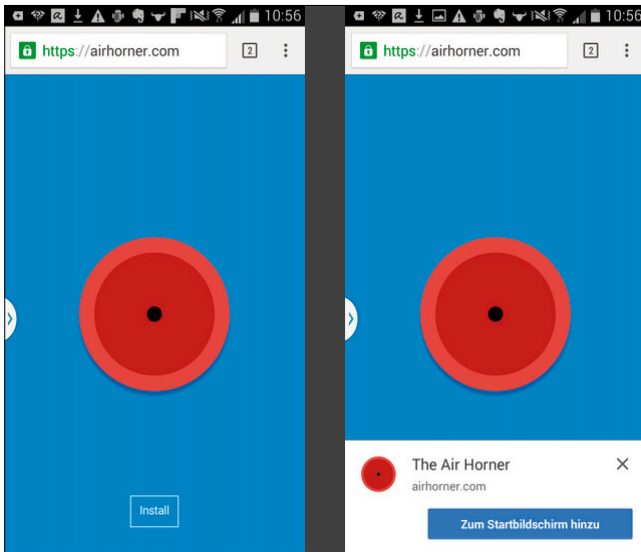 10:56
https://airhorner.com
2
Install
10:56
https://airhorner.com
2
The Air Horner
airhorner.com
Zum Startbildschirm hinzu